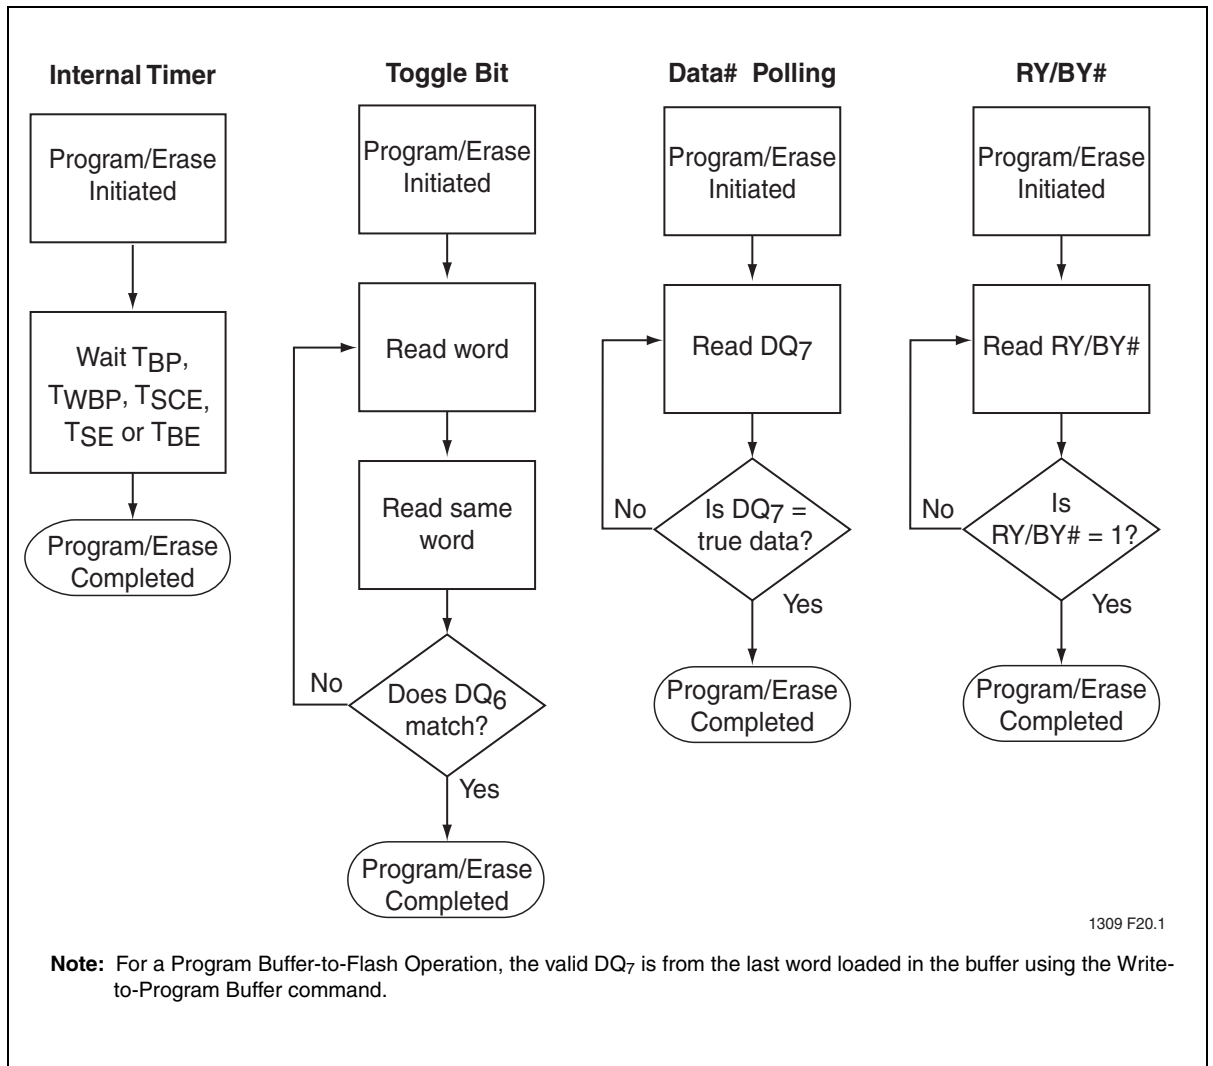 Internal Timer
Program/Erase
Initiated
Wait TBP,
TWBP, TSCE,
TSE or TBE
Program/Erase
Completed
Toggle Bit
Program/Erase
Initiated
Read word
Read same
word
Does DQ6
match?
No
Yes
Program/Erase
Completed
Data# Polling
Program/Erase
Initiated
Read DQ7
Is DQ7 =
true data?
No
Yes
Program/Erase
Completed
RY/BY#
Program/Erase
Initiated
Read RY/BY#
Is
RY/BY# = 1?
No
Yes
Program/Erase
Completed
1309 F20.1
Note: For a Program Buffer-to-Flash Operation, the valid DQ7 is from the last word loaded in the buffer using the Write-
to-Program Buffer command.